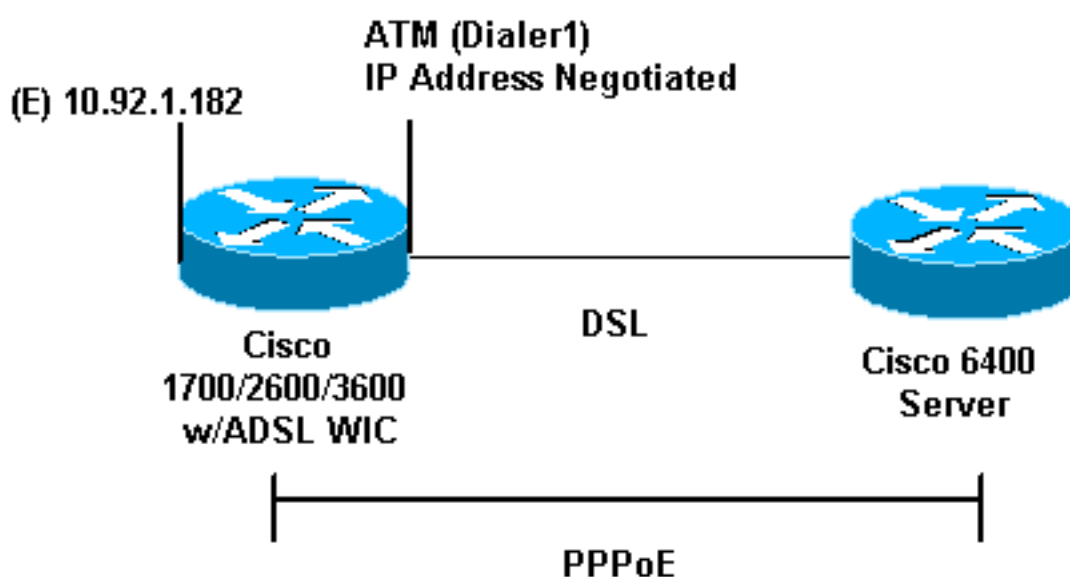 ATM (Dialer1)
IP Address Negotiated
(E) 10.92.1.182
DSL
Cisco
1700/2600/3600
w/ADSL WIC
Cisco 6400
Server
PPPoE